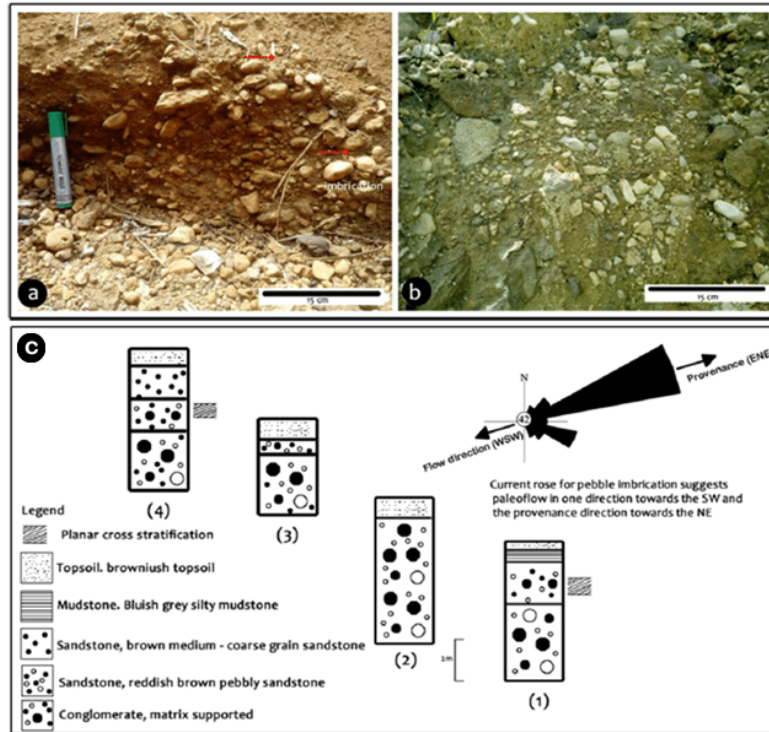 imbrication
a
15 cm
b
15 cm
C
N
42
Provenance (ENE)
Flow direction (WSW)
Current rose for pebble imbrication suggests
paleoflow in one direction towards the SW and
the provenance direction towards the NE
(4)
(3)
(2)
(1)
Legend
Planar cross stratification
Topsoil. browniush topsoil
Mudstone. Bluish grey silty mudstone
Sandstone, brown medium - coarse grain sandstone
Sandstone, reddish brown pebbly sandstone
Conglomerate, matrix supported